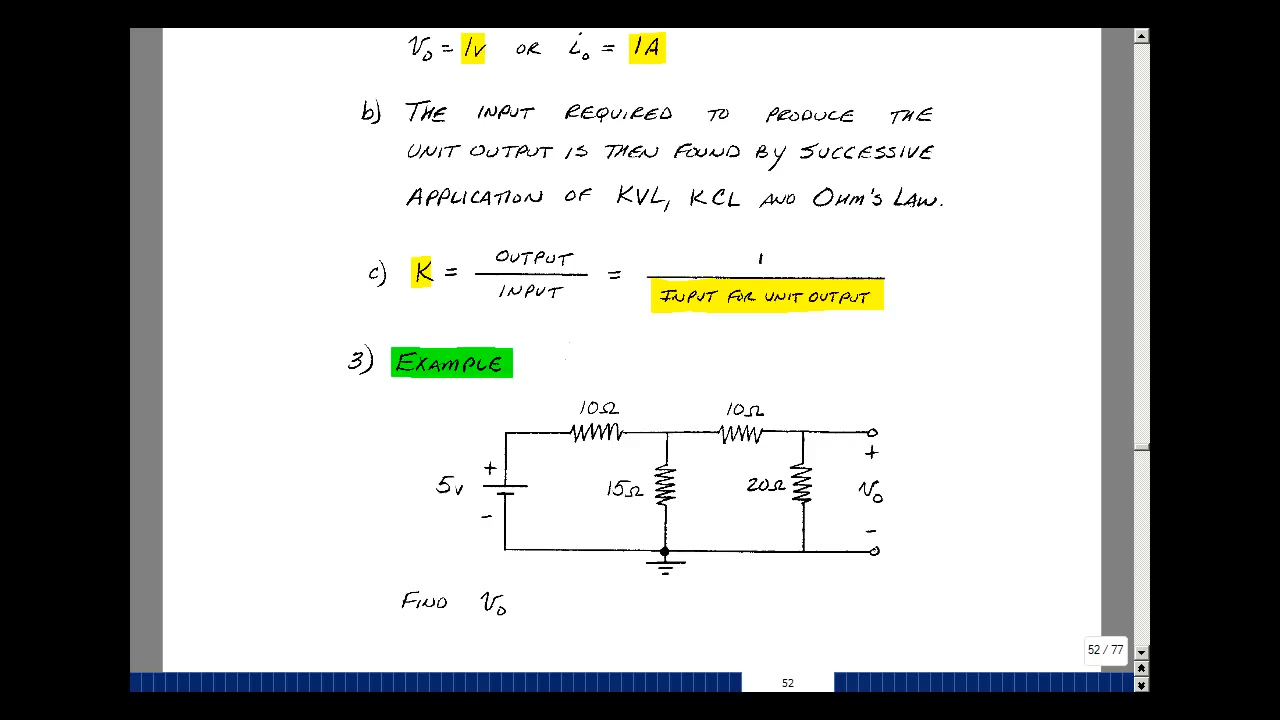 v₀ = 1v OR i₀ = 1A
b) THE INPUT REQUIRED TO PRODUCE THE
UNIT OUTPUT IS THEN FOUND BY SUCCESSIVE
APPLICATION OF KVL, KCL AND OHM'S LAW.
c) K = OUTPUT / INPUT = 1 / INPUT FOR UNIT OUTPUT
3) EXAMPLE
10Ω 10Ω
+
+
5v 15Ω 20Ω v₀
-
-
FIND v₀
52 / 77
52